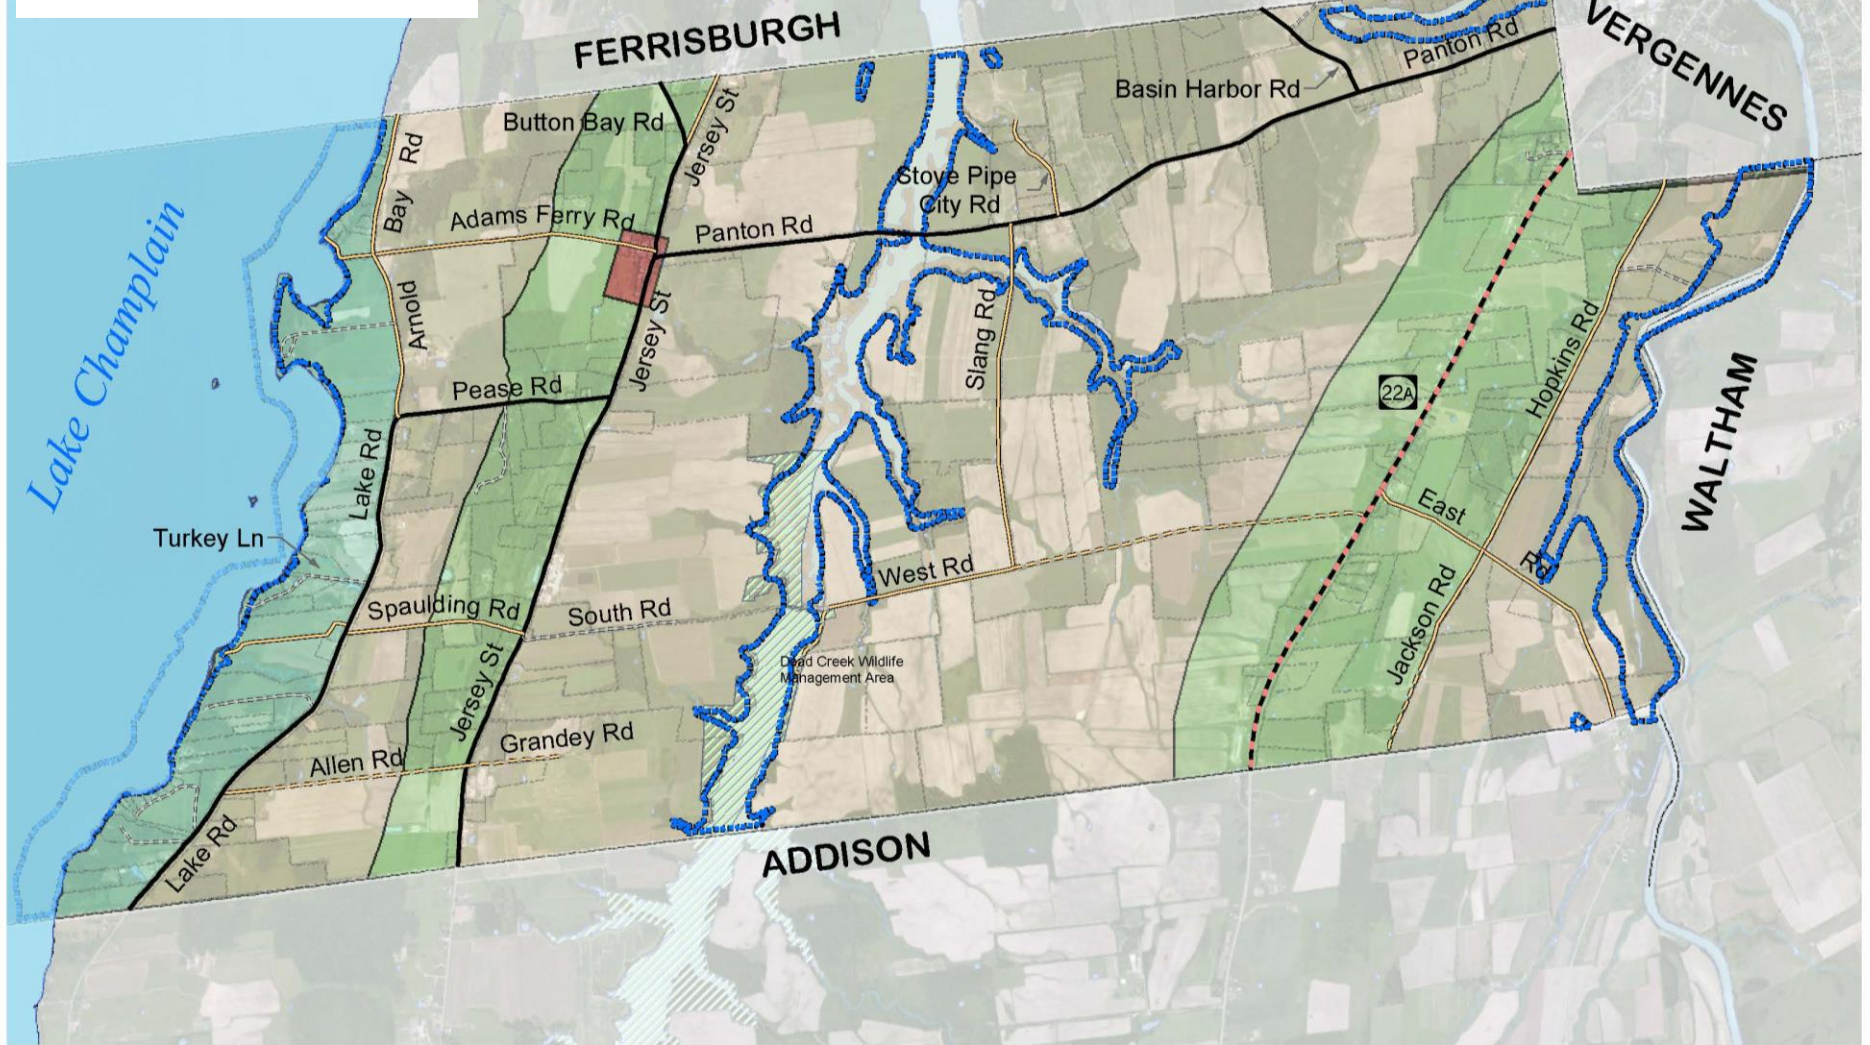 FERRISBURGH
VERGENNES
Panton Rd
Basin Harbor Rd
Button Bay Rd
Jersey St
Bay Rd
Stove Pipe
City Rd
Adams Ferry Rd
Panton Rd
Lake Champlain
Arnold
Slang Rd
Jersey St
Hopkins Rd
Pease Rd
22A
WALTHAM
Lake Rd
East Rd
Turkey Ln
West Rd
Spaulding Rd
South Rd
Jackson Rd
Dead Creek Wildlife
Management Area
Jersey St
Grandey Rd
Allen Rd
Lake Rd
ADDISON